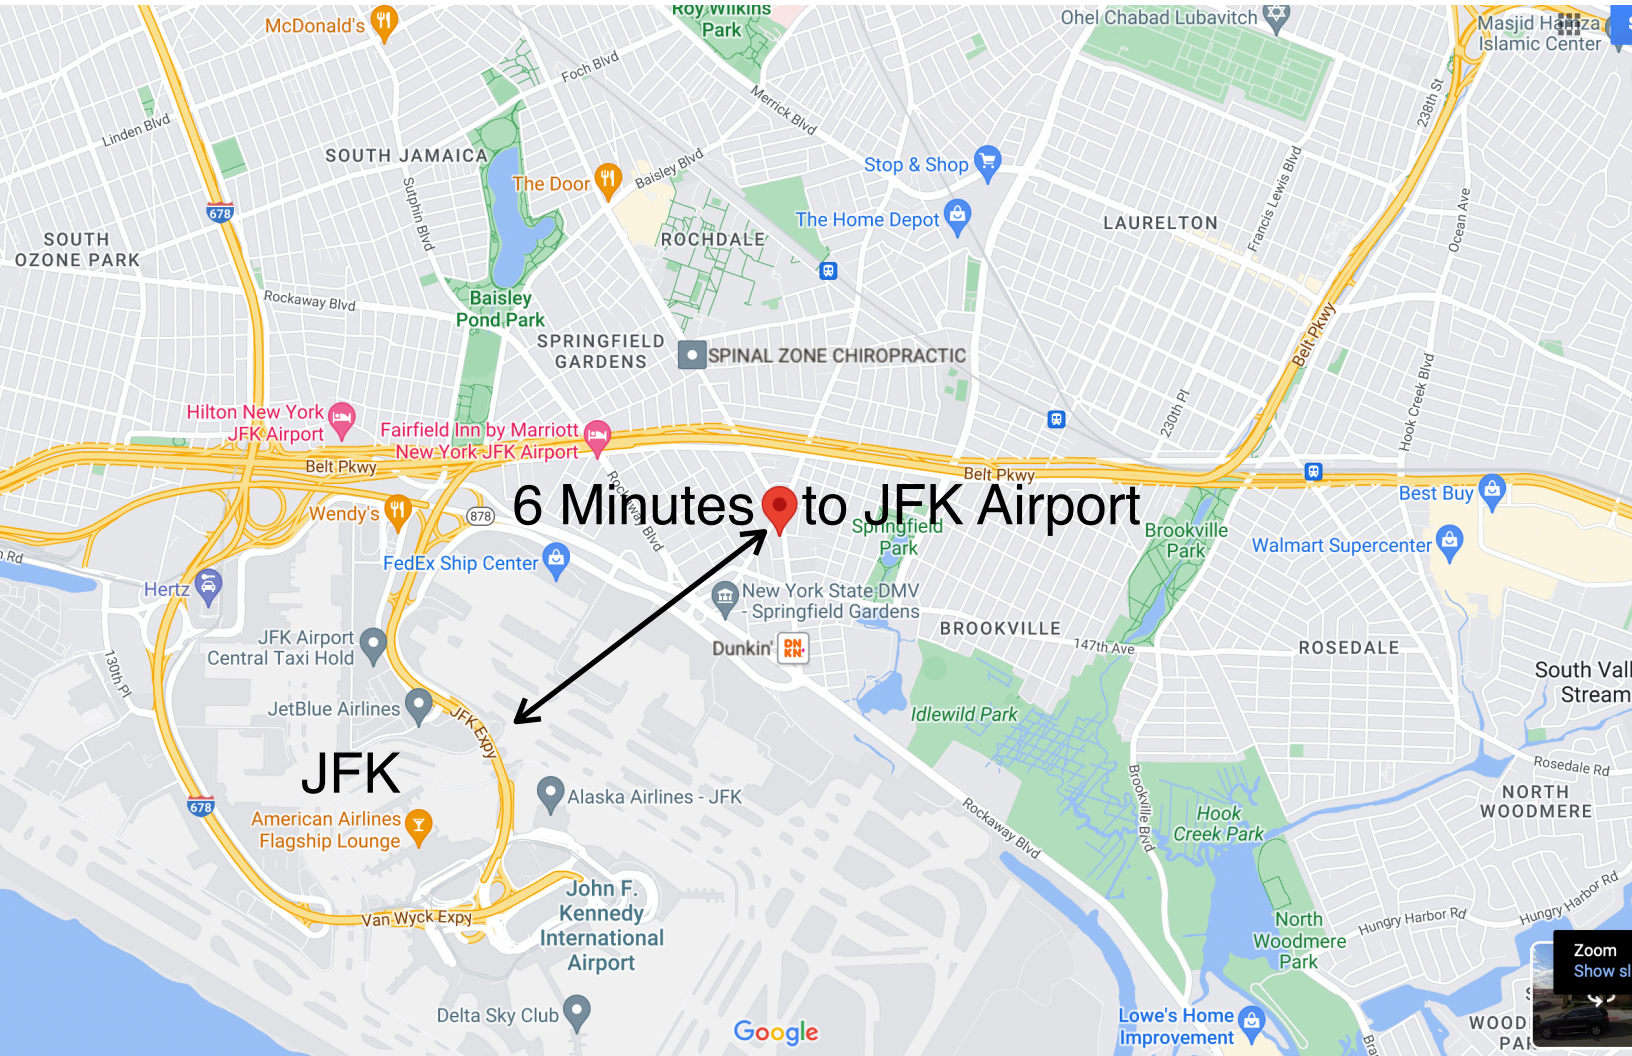 McDonald's
Roy Wilkins
Park
Ohel Chabad Lubavitch
Masjid Hamza
Islamic Center
Foch Blvd
Linden Blvd
Merrick Blvd
238th St
SOUTH JAMAICA
Stop & Shop
The Door
Baisley Blvd
Sutphin Blvd
Francis Lewis Blvd
Ocean Ave
678
The Home Depot
LAURELTON
SOUTH
OZONE PARK
ROCHDALE
Rockaway Blvd
Baisley
Pond Park
SPRINGFIELD
GARDENS
SPINAL ZONE CHIROPRACTIC
Belt Pkwy
Hook Creek Blvd
230th Pl
Hilton New York
JFK Airport
Fairfield Inn by Marriott
New York JFK Airport
Belt Pkwy
Belt Pkwy
Rockaway Blvd
Best Buy
6 Minutes to JFK Airport
Wendy's
878
Springfield
Park
Brookville
Park
Walmart Supercenter
n Rd
FedEx Ship Center
Hertz
New York State DMV
- Springfield Gardens
BROOKVILLE
147th Ave
ROSEDALE
JFK Airport
Central Taxi Hold
Dunkin'
DN
KN'
130th Pl
South Vall
Stream
JetBlue Airlines
JFK Expy
Idlewild Park
JFK
Rosedale Rd
NORTH
WOODMERE
678
Alaska Airlines - JFK
Brookville Blvd
Rockaway Blvd
Hook
Creek Park
American Airlines
Flagship Lounge
John F.
Kennedy
International
Airport
Van Wyck Expy
Hungry Harbor Rd
Hungry Harbor Rd
North
Woodmere
Park
Zoom
Show sl
Delta Sky Club
Google
Lowe's Home
Improvement
WOOD
PAR
Bra